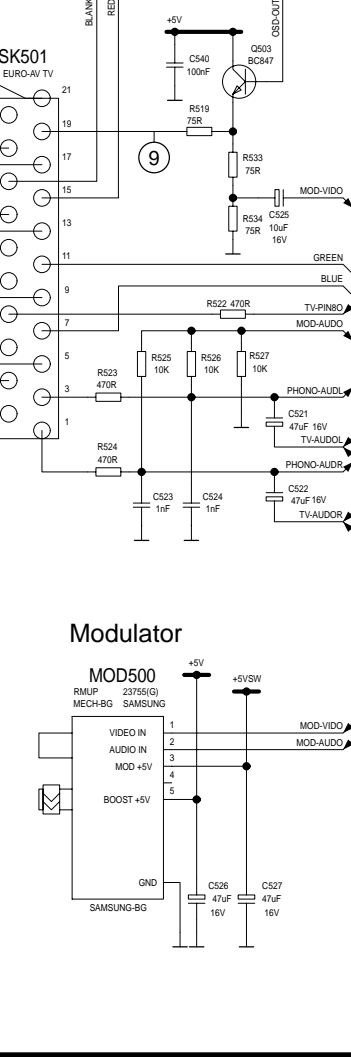 BLANK
RED
+5V
OSD-OUT
SK501
EURO-AV TV
C540
100nF
Q503
BC847
21
R519
75R
19
9
17
R533
75R
15
MOD-VIDO
R534
75R
C525
10uF
16V
13
GREEN
11
BLUE
9
R522 470R
TV-PIN8O
MOD-AUDO
7
R525
10K
R526
10K
R527
10K
5
R523
470R
PHONO-AUDL
3
C521
47uF 16V
TV-AUDOL
1
R524
470R
PHONO-AUDR
C522
47uF 16V
C523
1nF
C524
1nF
TV-AUDOR
Modulator
MOD500
+5V
+5VSW
RMUP 23755(G)
MECH-BG SAMSUNG
VIDEO IN 1 MOD-VIDO
AUDIO IN 2 MOD-AUDO
MOD +5V 3
4
BOOST +5V 5
GND
C526
47uF
16V
C527
47uF
16V
SAMSUNG-BG